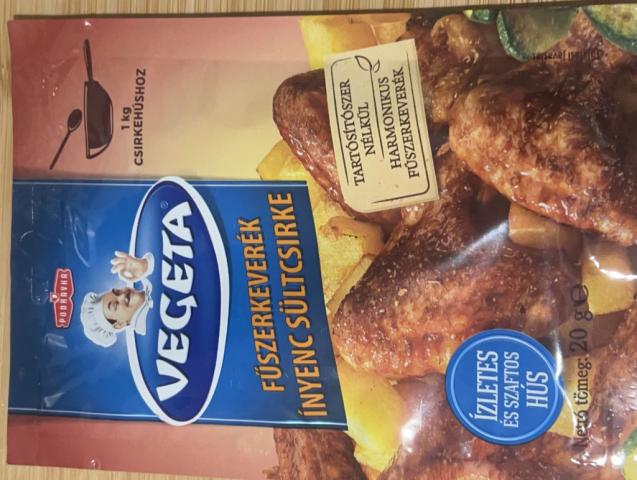 1 kg
CSIRKEHÚSHOZ
PODRAVKA
VEGETA
FŰSZERKEVERÉK
ÍNYENC SÜLTCSIRKE
TARTÓSÍTÓSZER
NÉLKÜL
HARMONIKUS
FŰSZERKEVERÉK
ÍZLETES
ÉS SZAFTOS
HÚS
Nettó tömeg: 20 g e